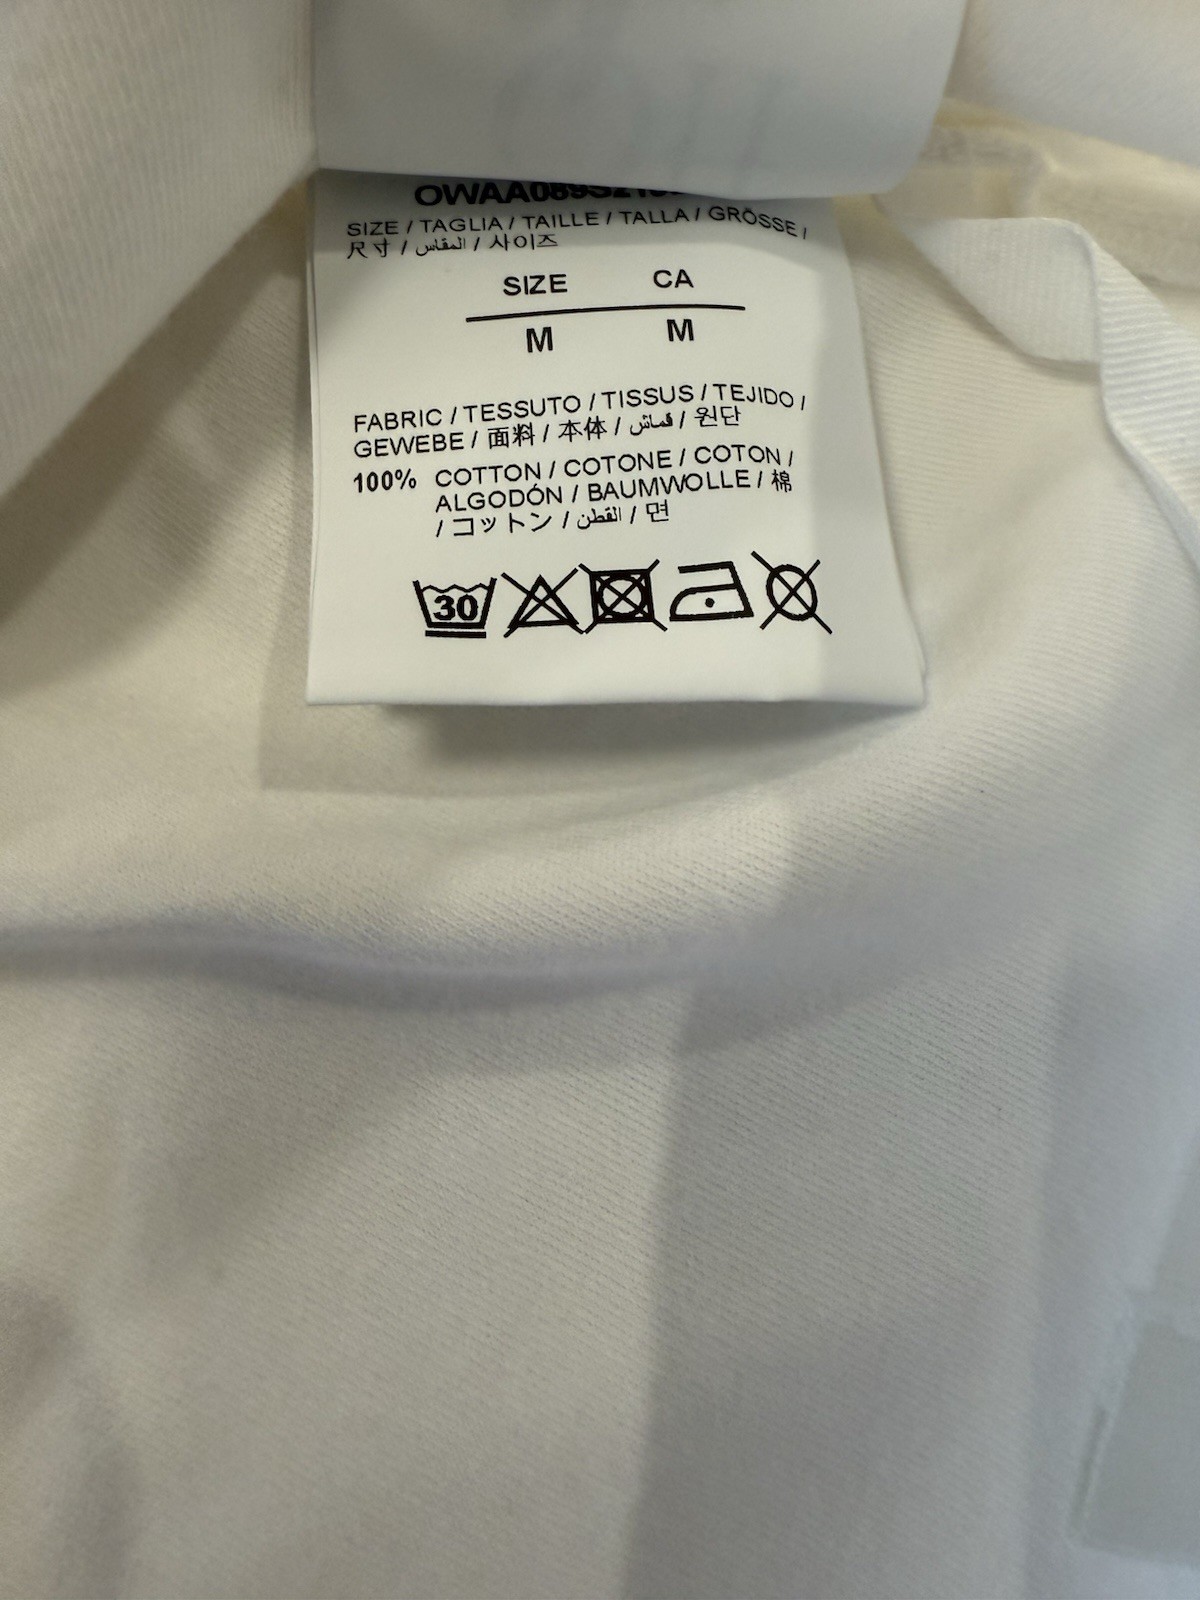 SIZE / TAGLIA / TAILLE / TALLA / GRÖSSE /
尺寸 / المقاس / 사이즈
SIZE CA
M M
FABRIC / TESSUTO / TISSUS / TEJIDO /
GEWEBE / 面料 / 本体 / قماش / 원단
100% COTTON / COTONE / COTON /
ALGODÓN / BAUMWOLLE / 棉
/ コットン / القطن / 면
30